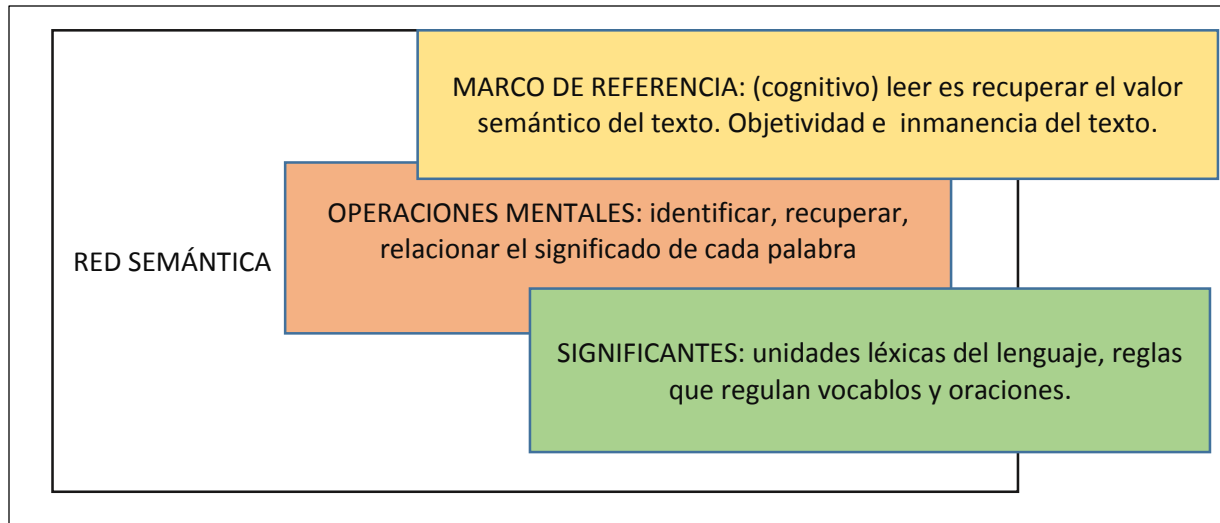 MARCO DE REFERENCIA: (cognitivo) leer es recuperar el valor
semántico del texto. Objetividad e inmanencia del texto.
OPERACIONES MENTALES: identificar, recuperar,
relacionar el significado de cada palabra
RED SEMÁNTICA
SIGNIFICANTES: unidades léxicas del lenguaje, reglas
que regulan vocablos y oraciones.